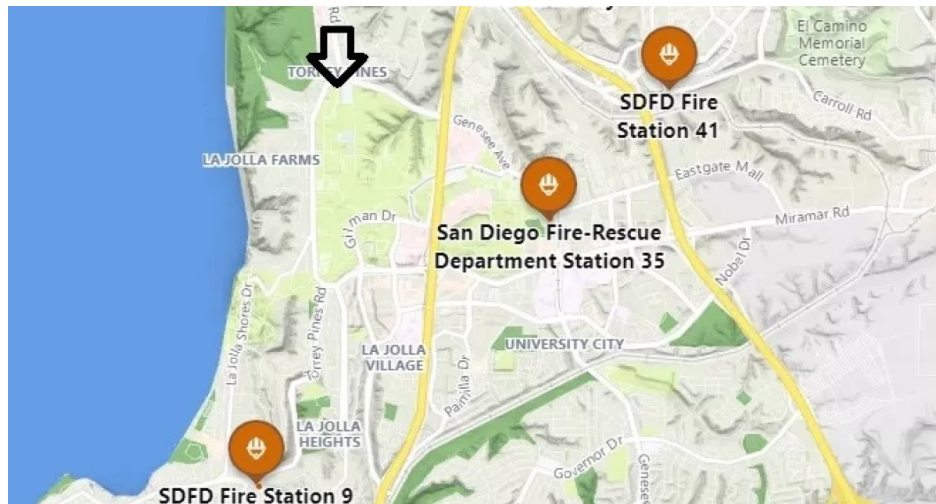 Rd
TORREY PINES
El Camino
Memorial
Cemetery
SDFD Fire
Station 41
Carroll Rd
Genesee Ave
LA JOLLA FARMS
Eastgate Mall
Gilman Dr
Miramar Rd
San Diego Fire-Rescue
Department Station 35
Nobel Dr
La Jolla Shores Dr
Torrey Pines Rd
LA JOLLA
VILLAGE
UNIVERSITY CITY
Palmilla Dr
LA JOLLA
HEIGHTS
Governor Dr
Genese
SDFD Fire Station 9